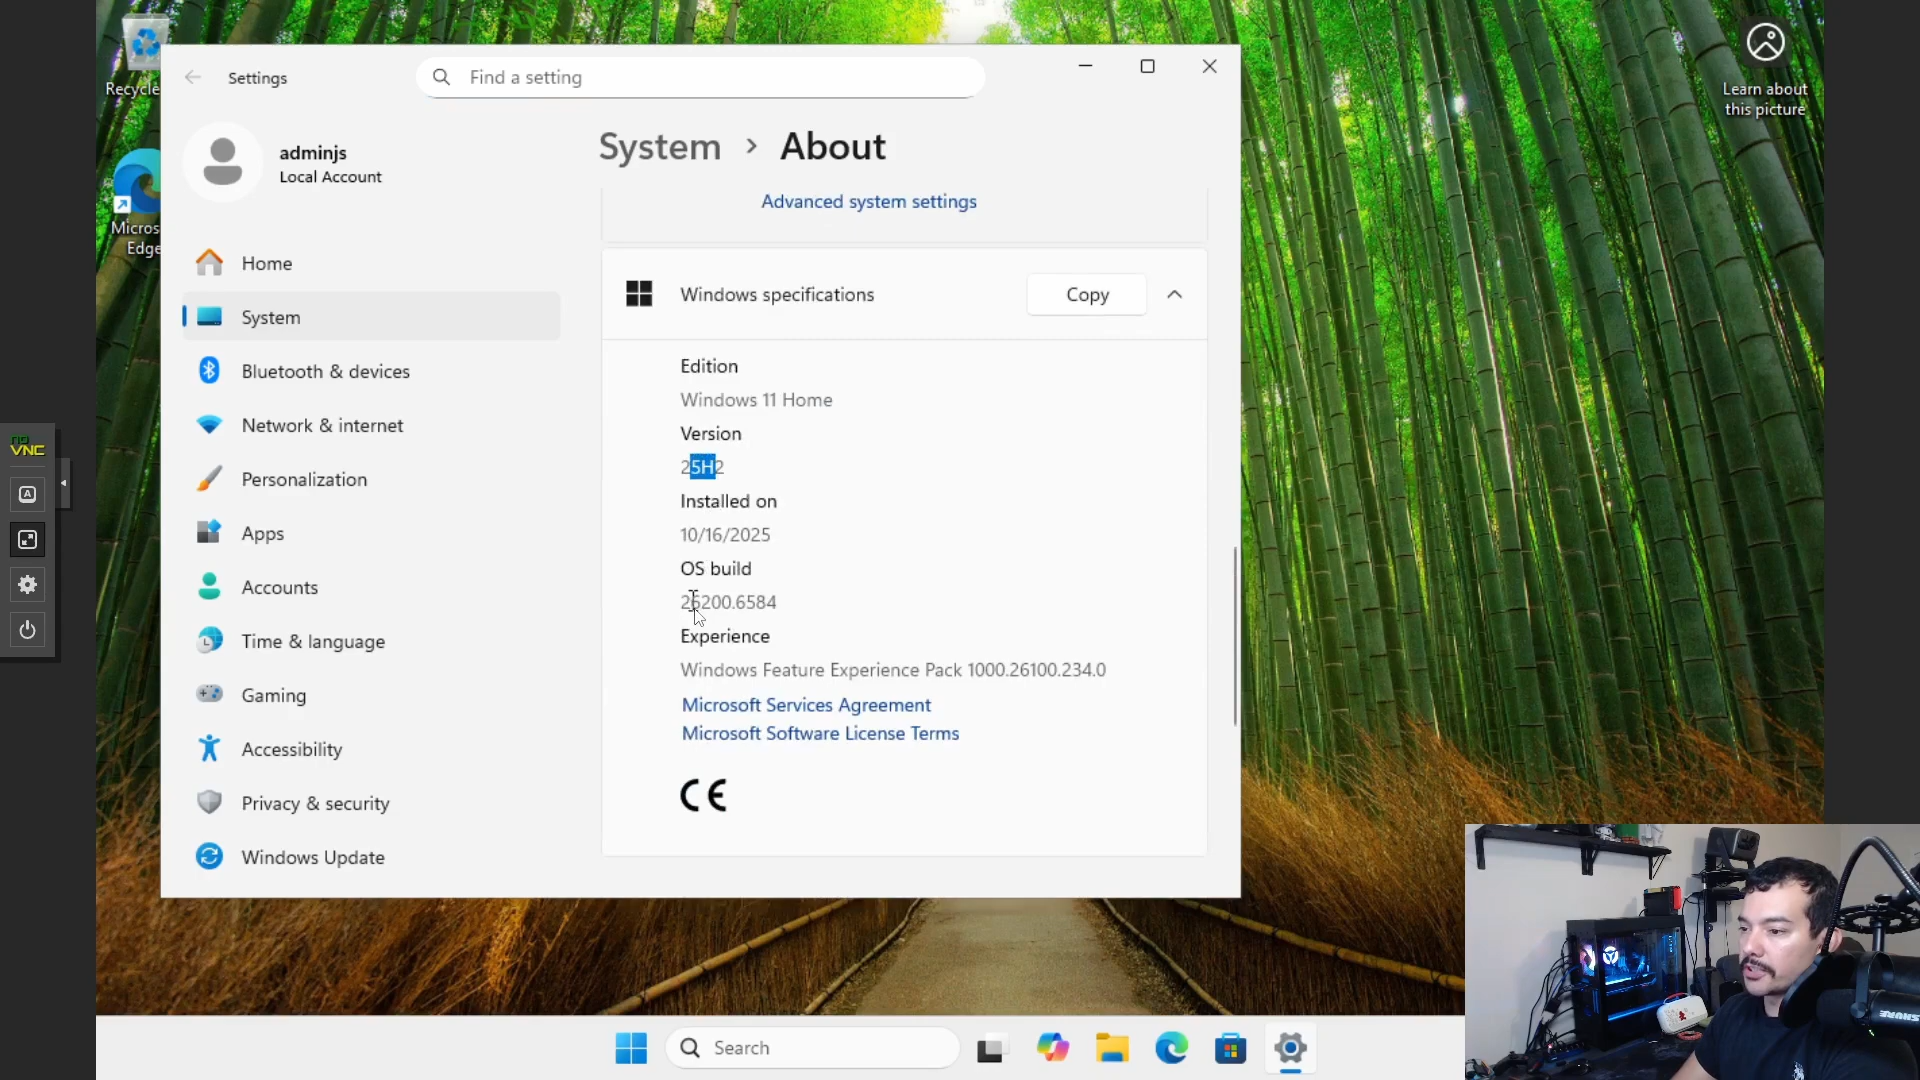 Recycle
Settings
Find a setting
Learn about
this picture
adminjs
Local Account
System > About
Advanced system settings
Micros
Edge
Home
System
Bluetooth & devices
Network & internet
Personalization
Apps
Accounts
Time & language
Gaming
Accessibility
Privacy & security
Windows Update
Windows specifications
Copy
Edition
Windows 11 Home
Version
25H2
Installed on
10/16/2025
OS build
26200.6584
Experience
Windows Feature Experience Pack 1000.26100.234.0
Microsoft Services Agreement
Microsoft Software License Terms
CE
no
VNC
A
Search
SHURE